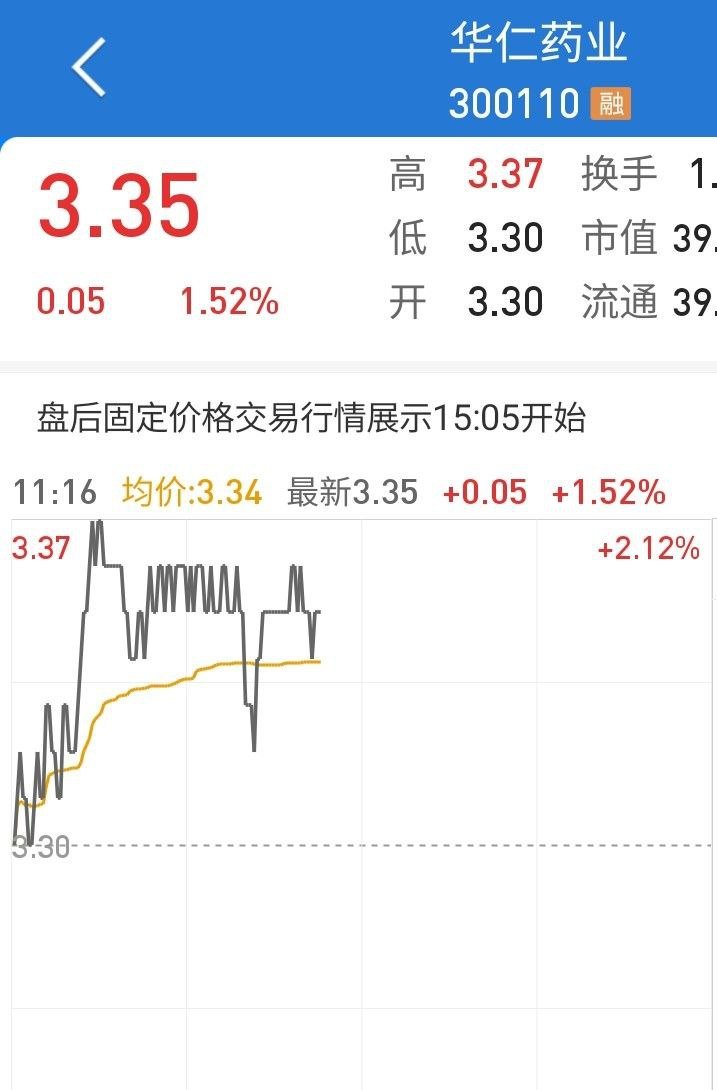 华仁药业
300110 融
3.35
0.05 1.52%
高 3.37 换手 1.
低 3.30 市值 39.
开 3.30 流通 39.
盘后固定价格交易行情展示15:05开始
11:16 均价:3.34 最新3.35 +0.05 +1.52%
3.37 +2.12%
3.30